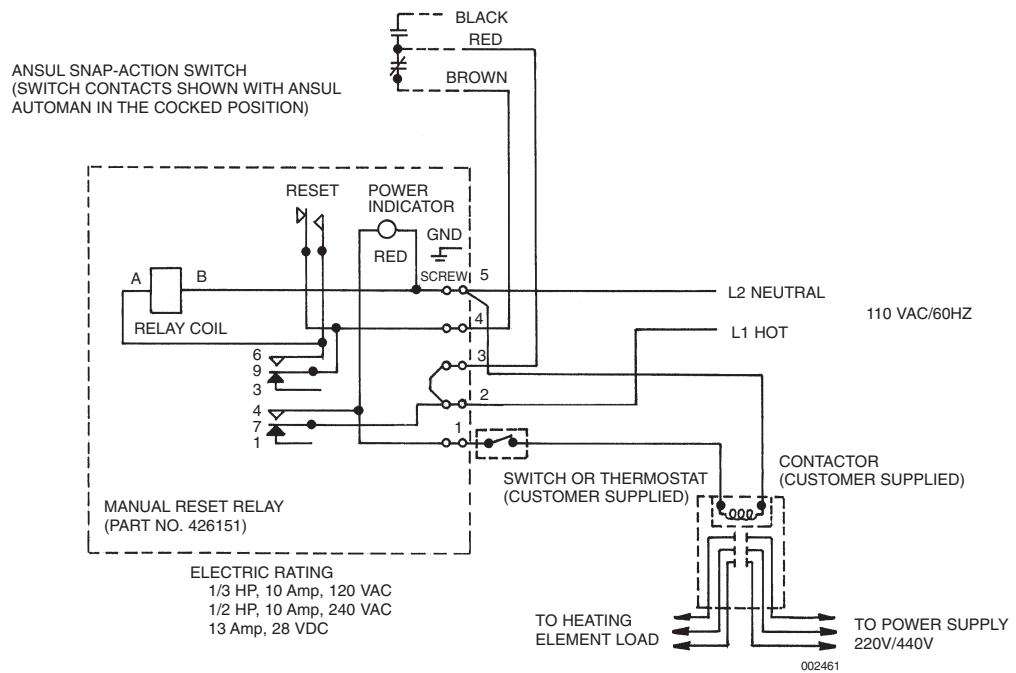 BLACK
RED
BROWN
ANSUL SNAP-ACTION SWITCH
(SWITCH CONTACTS SHOWN WITH ANSUL
AUTOMAN IN THE COCKED POSITION)
RESET
POWER
INDICATOR
RED
GND
SCREW
5
A
B
RELAY COIL
4
3
2
1
6
9
3
4
7
1
L2 NEUTRAL
110 VAC/60HZ
L1 HOT
SWITCH OR THERMOSTAT
(CUSTOMER SUPPLIED)
CONTACTOR
(CUSTOMER SUPPLIED)
MANUAL RESET RELAY
(PART NO. 426151)
ELECTRIC RATING
1/3 HP, 10 Amp, 120 VAC
1/2 HP, 10 Amp, 240 VAC
13 Amp, 28 VDC
TO HEATING
ELEMENT LOAD
TO POWER SUPPLY
220V/440V
002461